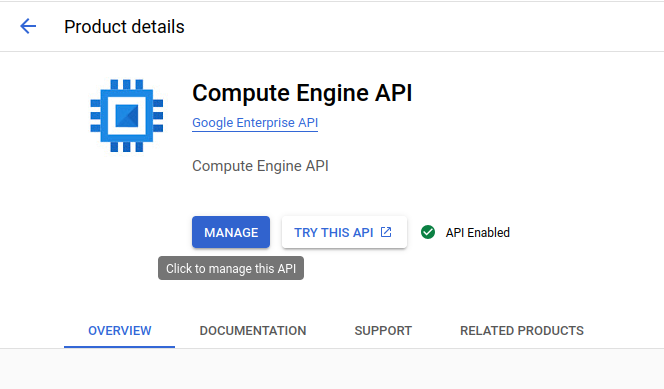 Product details
Compute Engine API
Google Enterprise API
Compute Engine API
MANAGE TRY THIS API API Enabled
Click to manage this API
OVERVIEW DOCUMENTATION SUPPORT RELATED PRODUCTS